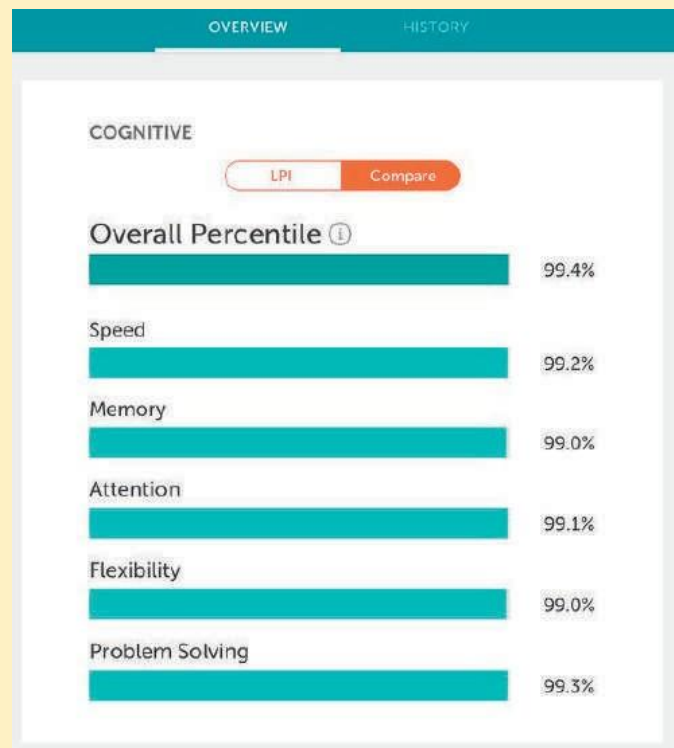 OVERVIEW HISTORY
COGNITIVE
LPI Compare
Overall Percentile
99.4%
Speed
99.2%
Memory
99.0%
Attention
99.1%
Flexibility
99.0%
Problem Solving
99.3%